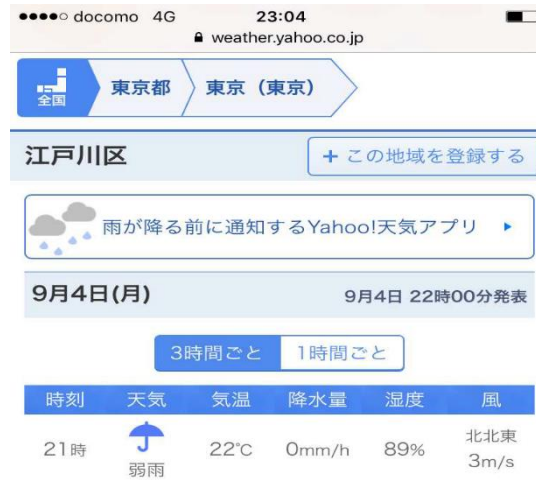 docomo 4G 23:04
weather.yahoo.co.jp
全国 東京都 東京（東京）
江戸川区 + この地域を登録する
雨が降る前に通知するYahoo!天気アプリ
9月4日(月) 9月4日 22時00分発表
3時間ごと 1時間ごと
時刻 天気 気温 降水量 湿度 風
21時 弱雨 22℃ 0mm/h 89% 北北東
3m/s